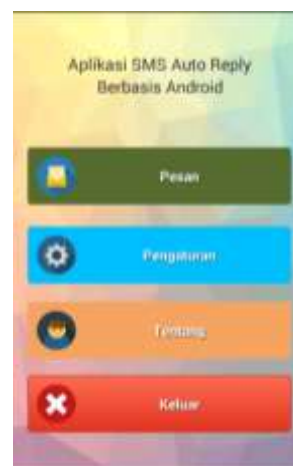 Aplikasi SMS Auto Reply
Berbasis Android
Pesan
Pengaturan
Tentang
Keluar